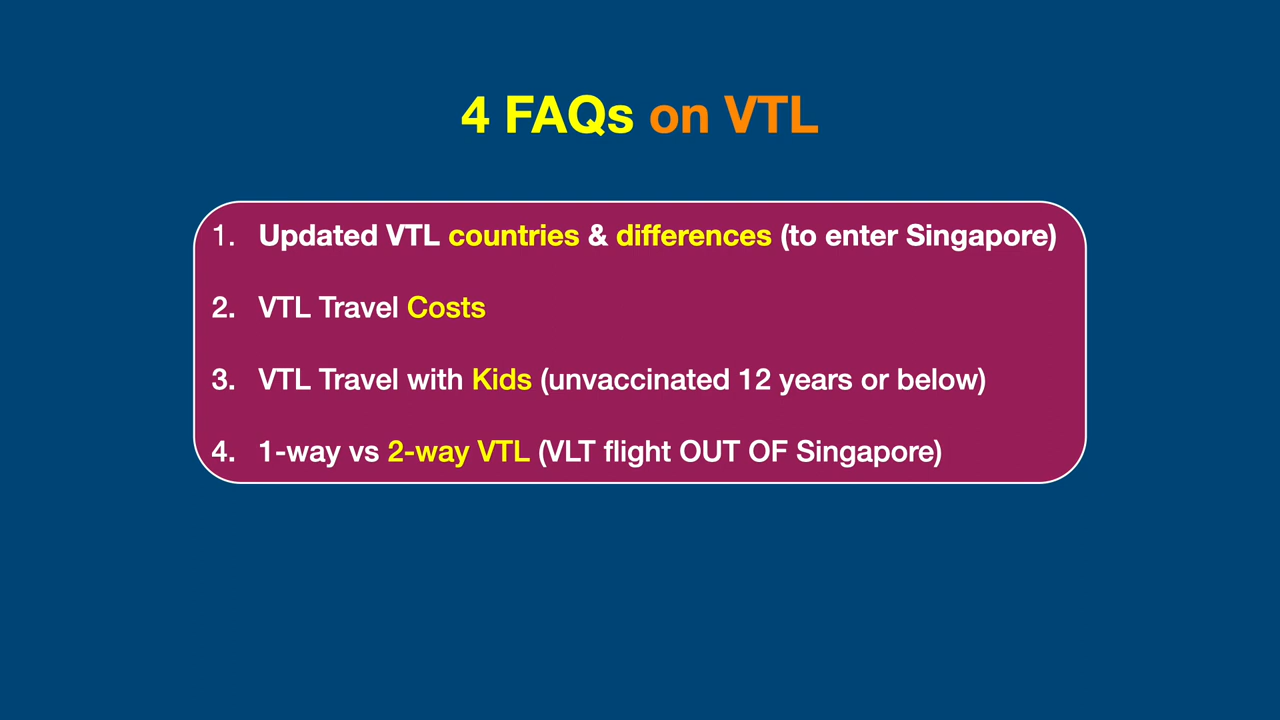 4 FAQs on VTL
1. Updated VTL countries & differences (to enter Singapore)
2. VTL Travel Costs
3. VTL Travel with Kids (unvaccinated 12 years or below)
4. 1-way vs 2-way VTL (VLT flight OUT OF Singapore)